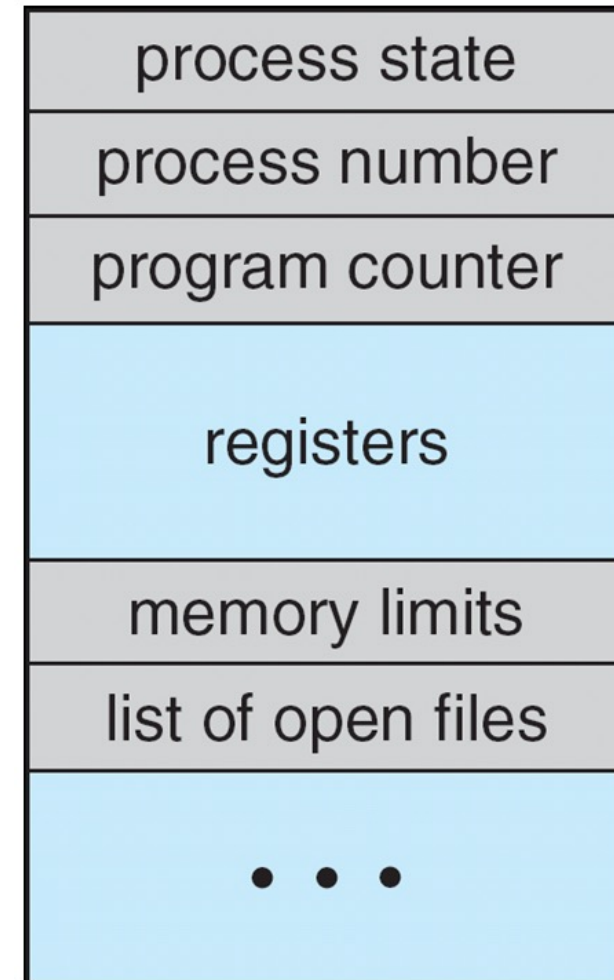 process state
process number
program counter
registers
memory limits
list of open files
• • •